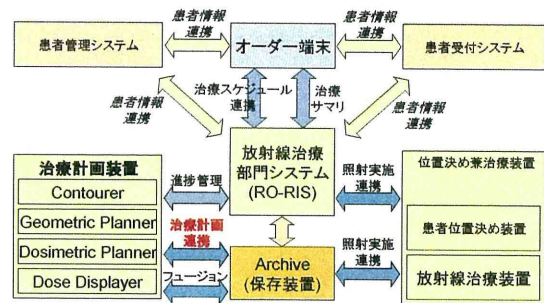 患者情報
連携
患者情報
連携
患者管理システム
オーダー端末
患者受付システム
治療スケジュール
連携
治療
サマリ
患者情報
連携
患者情報
連携
放射線治療
部門システム
(RO-RIS)
治療計画装置
Contourer
Geometric Planner
Dosimetric Planner
Dose Displayer
進捗管理
治療計画
連携
フュージョン
照射実施
連携
照射実施
連携
Archive
(保存装置)
位置決め兼治療装置
患者位置決め装置
放射線治療装置